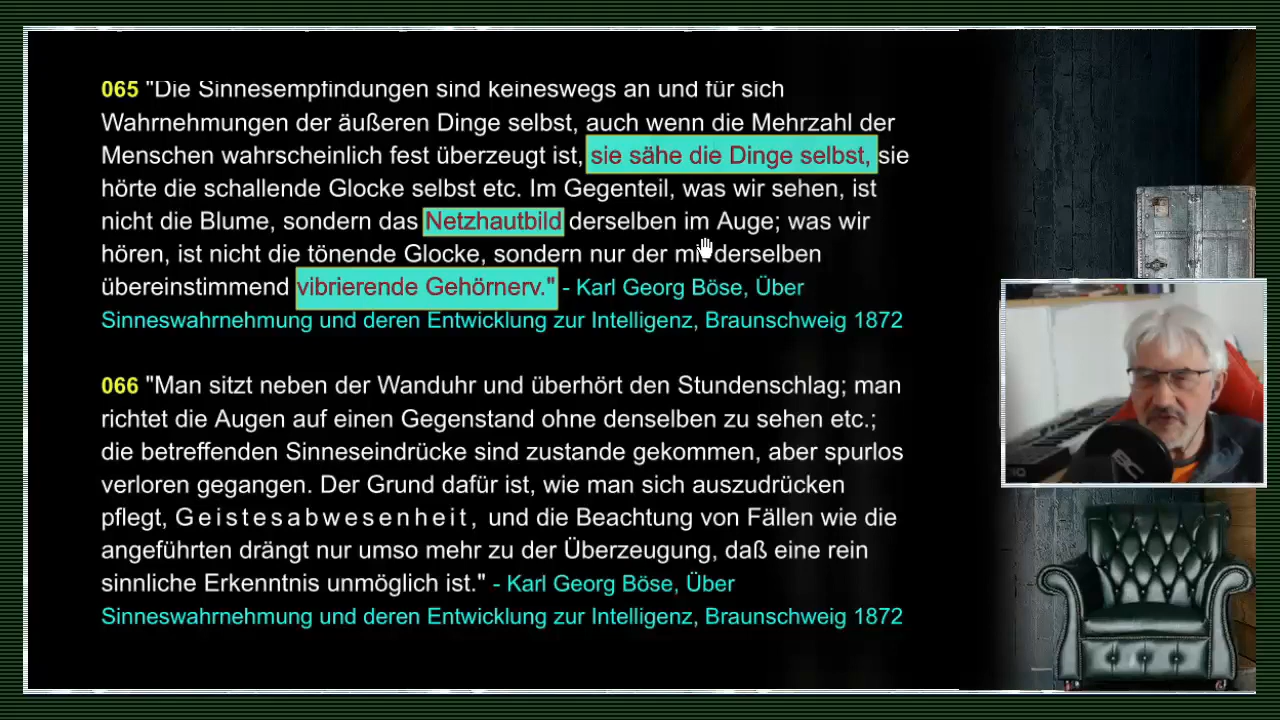 065 "Die Sinnesempfindungen sind keineswegs an und für sich
Wahrnehmungen der äußeren Dinge selbst, auch wenn die Mehrzahl der
Menschen wahrscheinlich fest überzeugt ist, sie sähe die Dinge selbst, sie
hörte die schallende Glocke selbst etc. Im Gegenteil, was wir sehen, ist
nicht die Blume, sondern das Netzhautbild derselben im Auge; was wir
hören, ist nicht die tönende Glocke, sondern nur der mit derselben
übereinstimmend vibrierende Gehörnerv." - Karl Georg Böse, Über
Sinneswahrnehmung und deren Entwicklung zur Intelligenz, Braunschweig 1872
066 "Man sitzt neben der Wanduhr und überhört den Stundenschlag; man
richtet die Augen auf einen Gegenstand ohne denselben zu sehen etc.;
die betreffenden Sinneseindrücke sind zustande gekommen, aber spurlos
verloren gegangen. Der Grund dafür ist, wie man sich auszudrücken
pflegt, G e i s t e s a b w e s e n h e i t , und die Beachtung von Fällen wie die
angeführten drängt nur umso mehr zu der Überzeugung, daß eine rein
sinnliche Erkenntnis unmöglich ist." - Karl Georg Böse, Über
Sinneswahrnehmung und deren Entwicklung zur Intelligenz, Braunschweig 1872